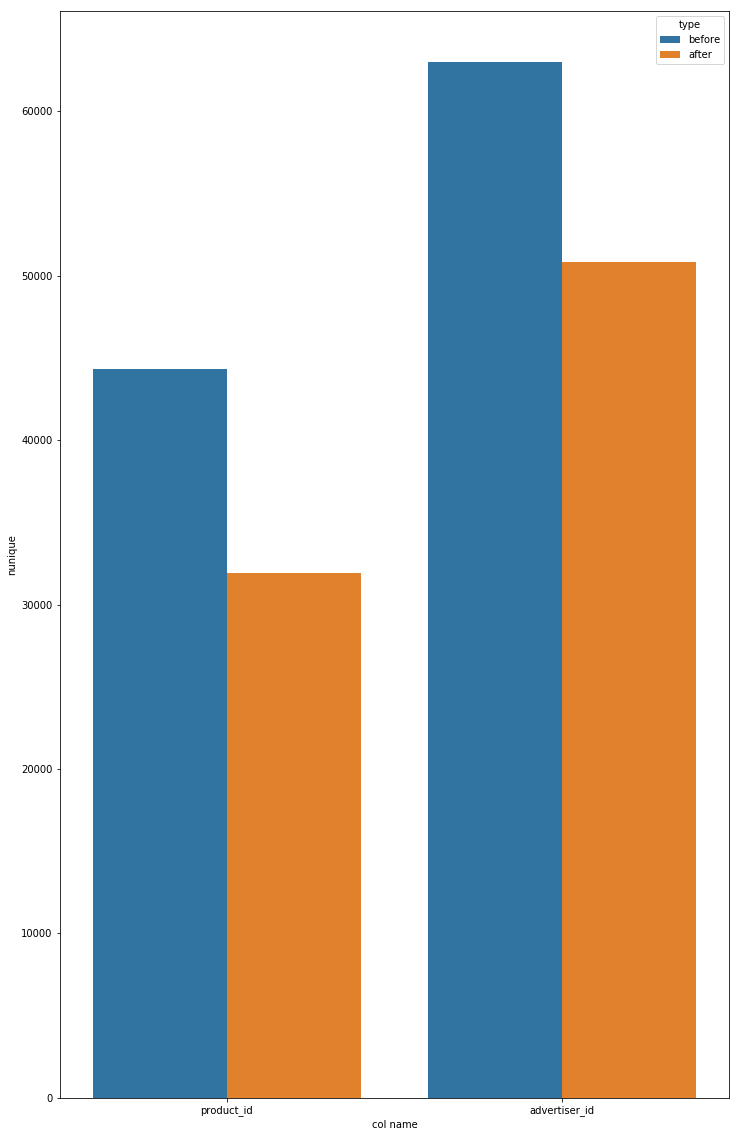 type
before
after
60000
50000
40000
30000
20000
10000
0
nunique
product_id
advertiser_id
col name